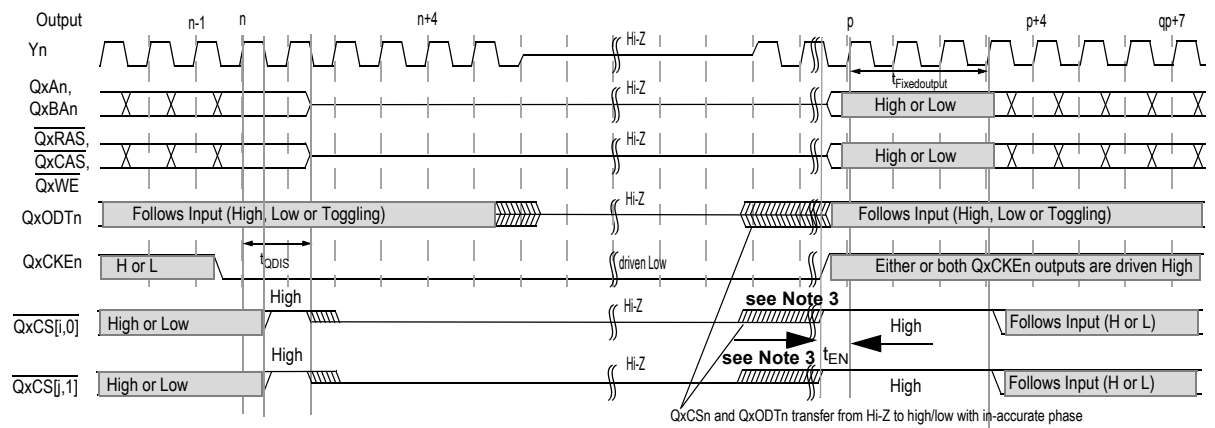 Output n-1 n n+4 p p+4 qp+7
Yn Hi-Z
tFixedoutput
QxAn,
QxBAn Hi-Z High or Low
QxRAS,
QxCAS,
QxWE Hi-Z High or Low
QxODTn Follows Input (High, Low or Toggling) Hi-Z Follows Input (High, Low or Toggling)
QxCKEn H or L tQDIS driven Low Either or both QxCKEn outputs are driven High
High Hi-Z see Note 3
QxCS[i,0] High or Low High Follows Input (H or L)
High Hi-Z see Note 3 tEN
QxCS[j,1] High or Low High Follows Input (H or L)
QxCSn and QxODTn transfer from Hi-Z to high/low with in-accurate phase